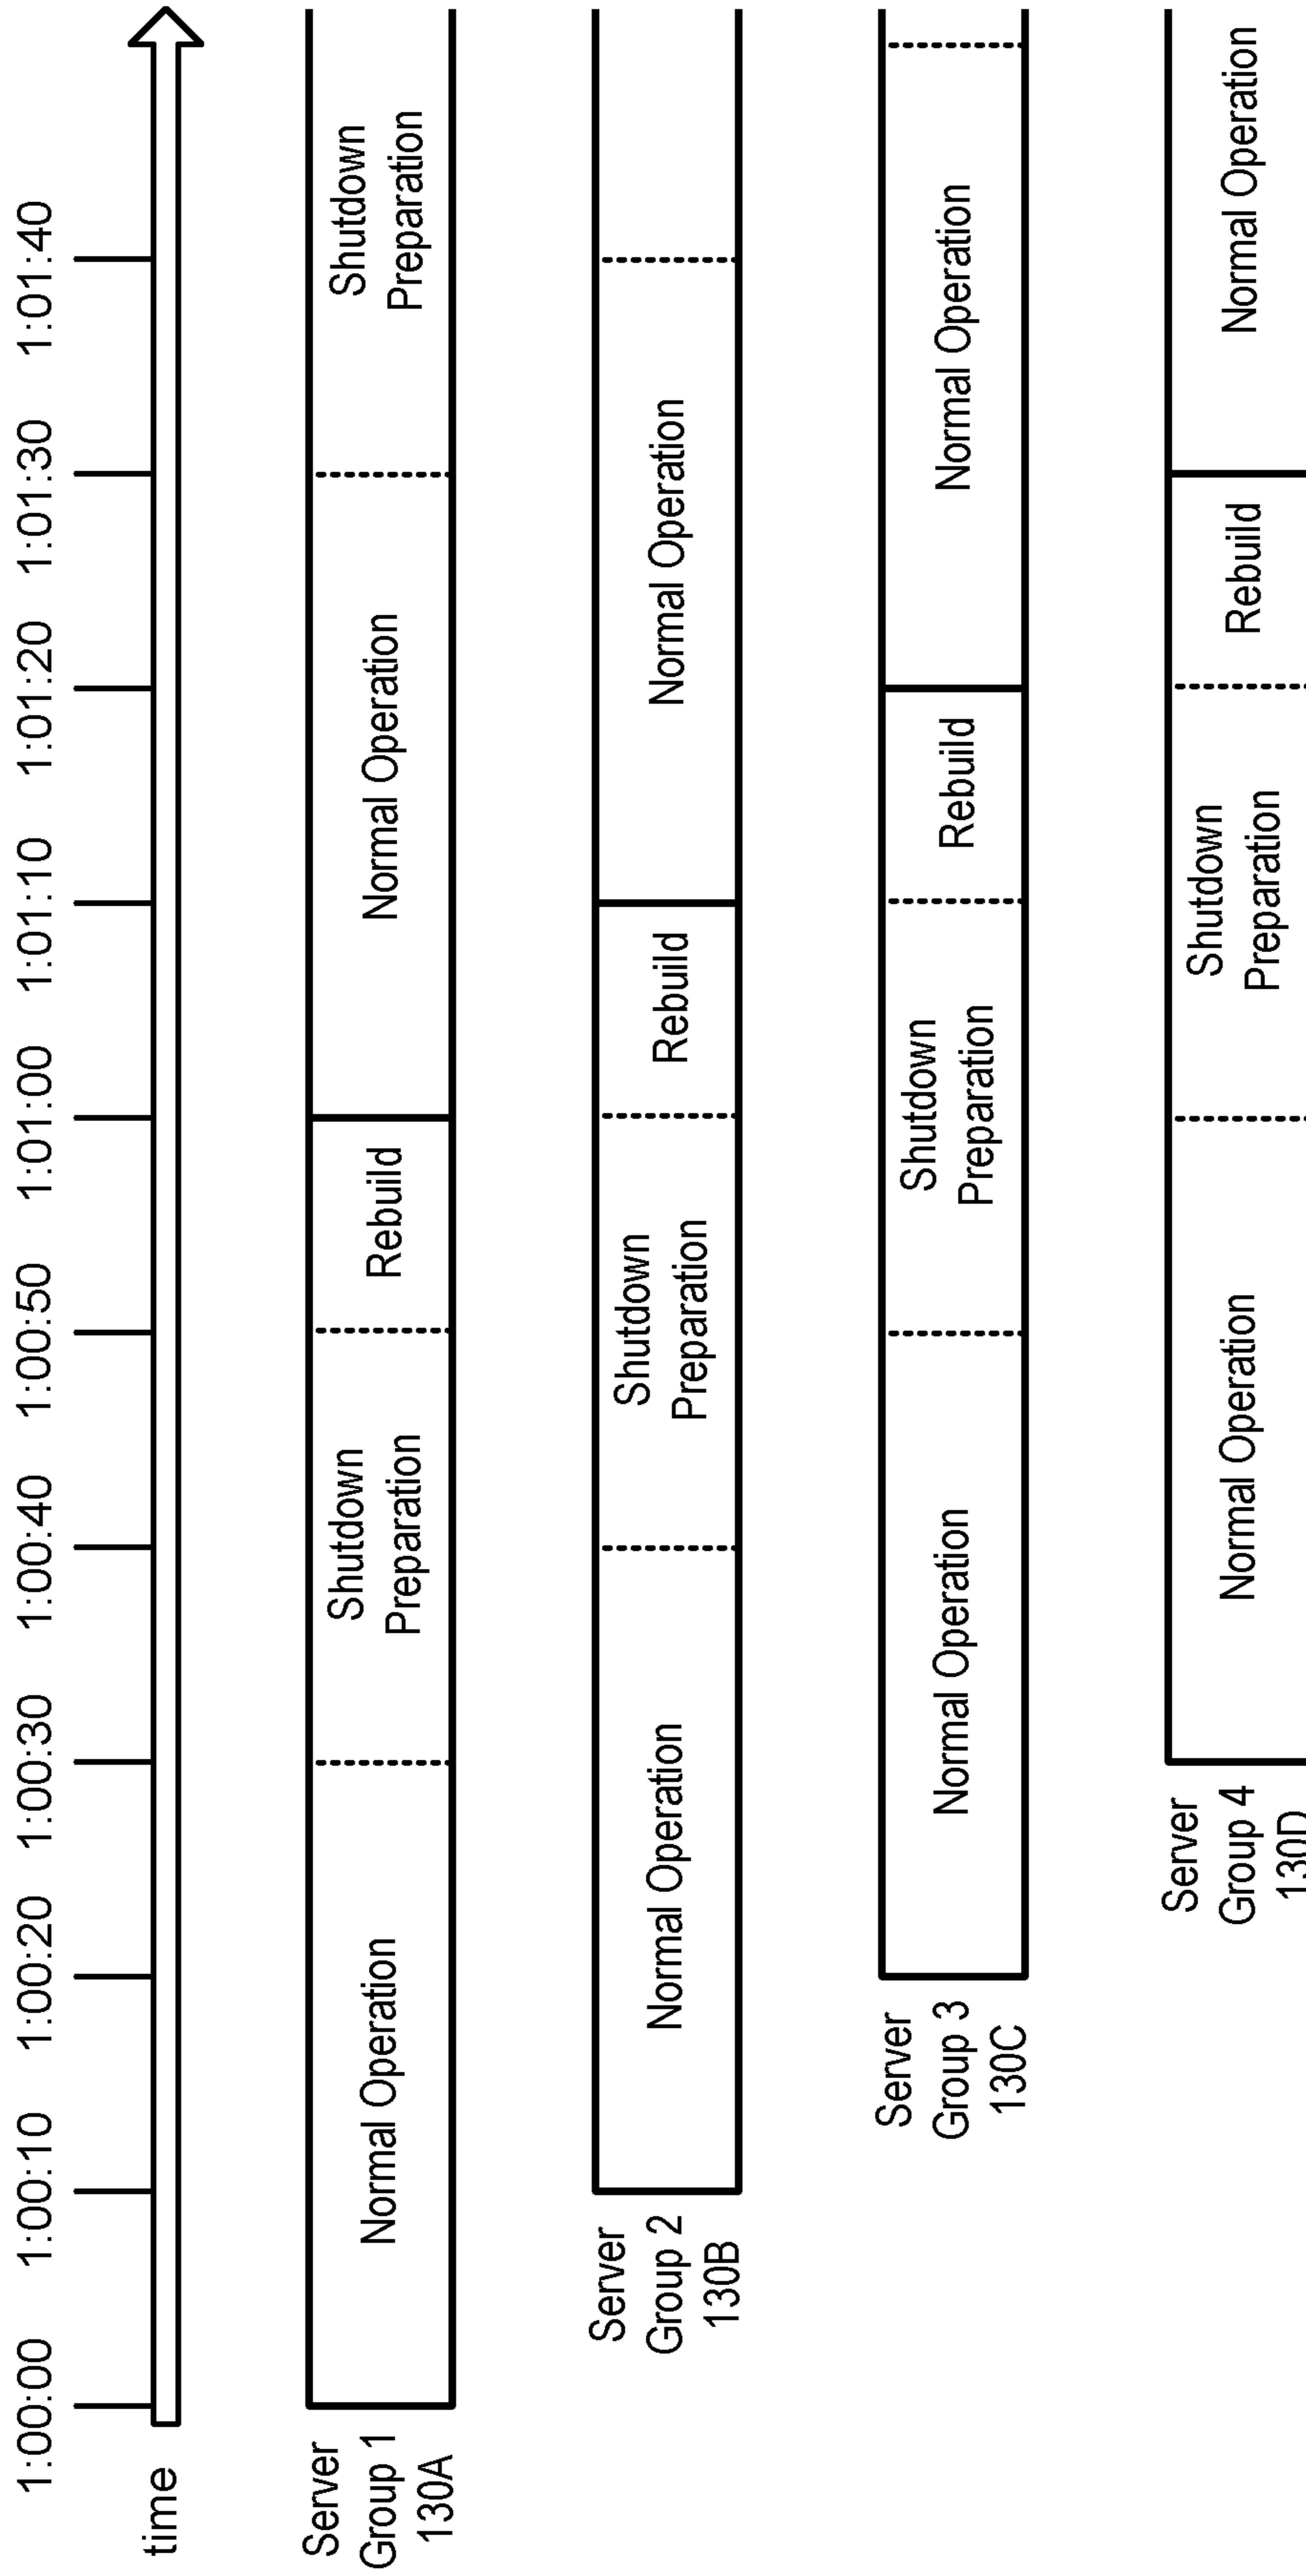 1:00:00 1:00:10 1:00:20 1:00:30 1:00:40 1:00:50 1:01:00 1:01:10 1:01:20 1:01:30 1:01:40
time
Server
Group 1
130A
Normal Operation
Shutdown
Preparation
Rebuild
Normal Operation
Shutdown
Preparation
Server
Group 2
130B
Normal Operation
Shutdown
Preparation
Rebuild
Normal Operation
Server
Group 3
130C
Normal Operation
Shutdown
Preparation
Rebuild
Normal Operation
Server
Group 4
130D
Normal Operation
Shutdown
Preparation
Rebuild
Normal Operation